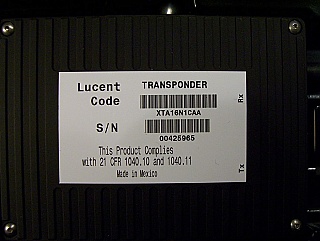 Lucent TRANSPONDER
Code
XTA16N1CAA
S/N
00425965
This Product Complies
with 21 CFR 1040.10 and 1040.11
Made in Mexico
Rx
Tx